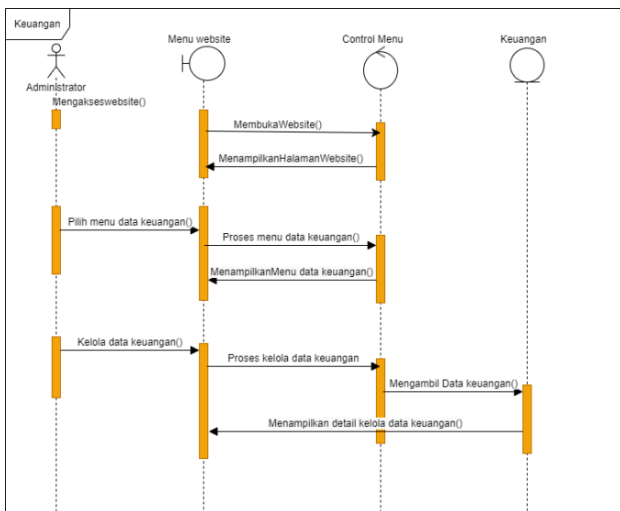 Keuangan
Menu website
Control Menu
Keuangan
Administrator
Mengakseswebsite()
MembukaWebsite()
MenampilkanHalamanWebsite()
Pilih menu data keuangan()
Proses menu data keuangan()
MenampilkanMenu data keuangan()
Kelola data keuangan()
Proses kelola data keuangan
Mengambil Data keuangan()
Menampilkan detail kelola data keuangan()